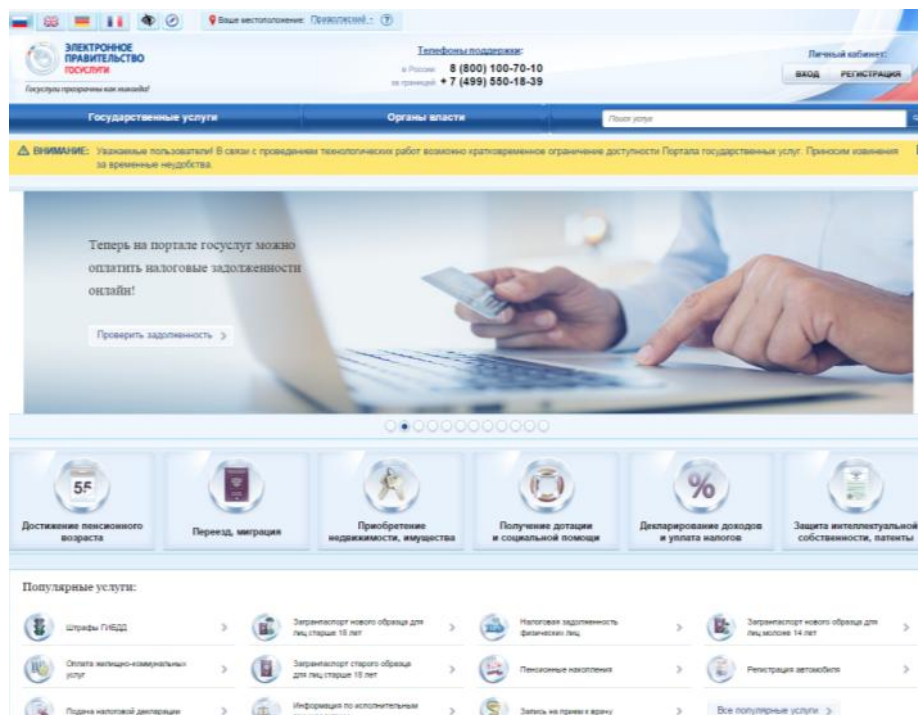 Ваше местоположение: Приволжский
ЭЛЕКТРОННОЕ
ПРАВИТЕЛЬСТВО
ГОСУСЛУГИ
Госуслуги прозрачны как никогда!
Телефоны поддержки:
в России: 8 (800) 100-70-10
за границей: +7 (499) 550-18-39
Личный кабинет:
ВХОД РЕГИСТРАЦИЯ
Государственные услуги
Органы власти
Поиск услуг
ВНИМАНИЕ: Уважаемые пользователи! В связи с проведением технологических работ возможно кратковременное ограничение доступности Портала государственных услуг. Приносим извинения
за временные неудобства.
Теперь на портале госуслуг можно
оплатить налоговые задолженности
онлайн!
Проверить задолженность
55
Достижение пенсионного
возраста
Переезд, миграция
Приобретение
недвижимости, имущества
Получение дотации
и социальной помощи
%
Декларирование доходов
и уплата налогов
Защита интеллектуальной
собственности, патенты
Популярные услуги:
Штрафы ГИБДД
Загранпаспорт нового образца для
лиц старше 18 лет
Налоговая задолженность
физических лиц
Загранпаспорт нового образца для
лиц моложе 14 лет
Оплата жилищно-коммунальных
услуг
Загранпаспорт старого образца
для лиц старше 18 лет
Пенсионные накопления
Регистрация автомобиля
Подача налоговой декларации
Информация по исполнительным
Запись на прием к врачу
Все популярные услуги